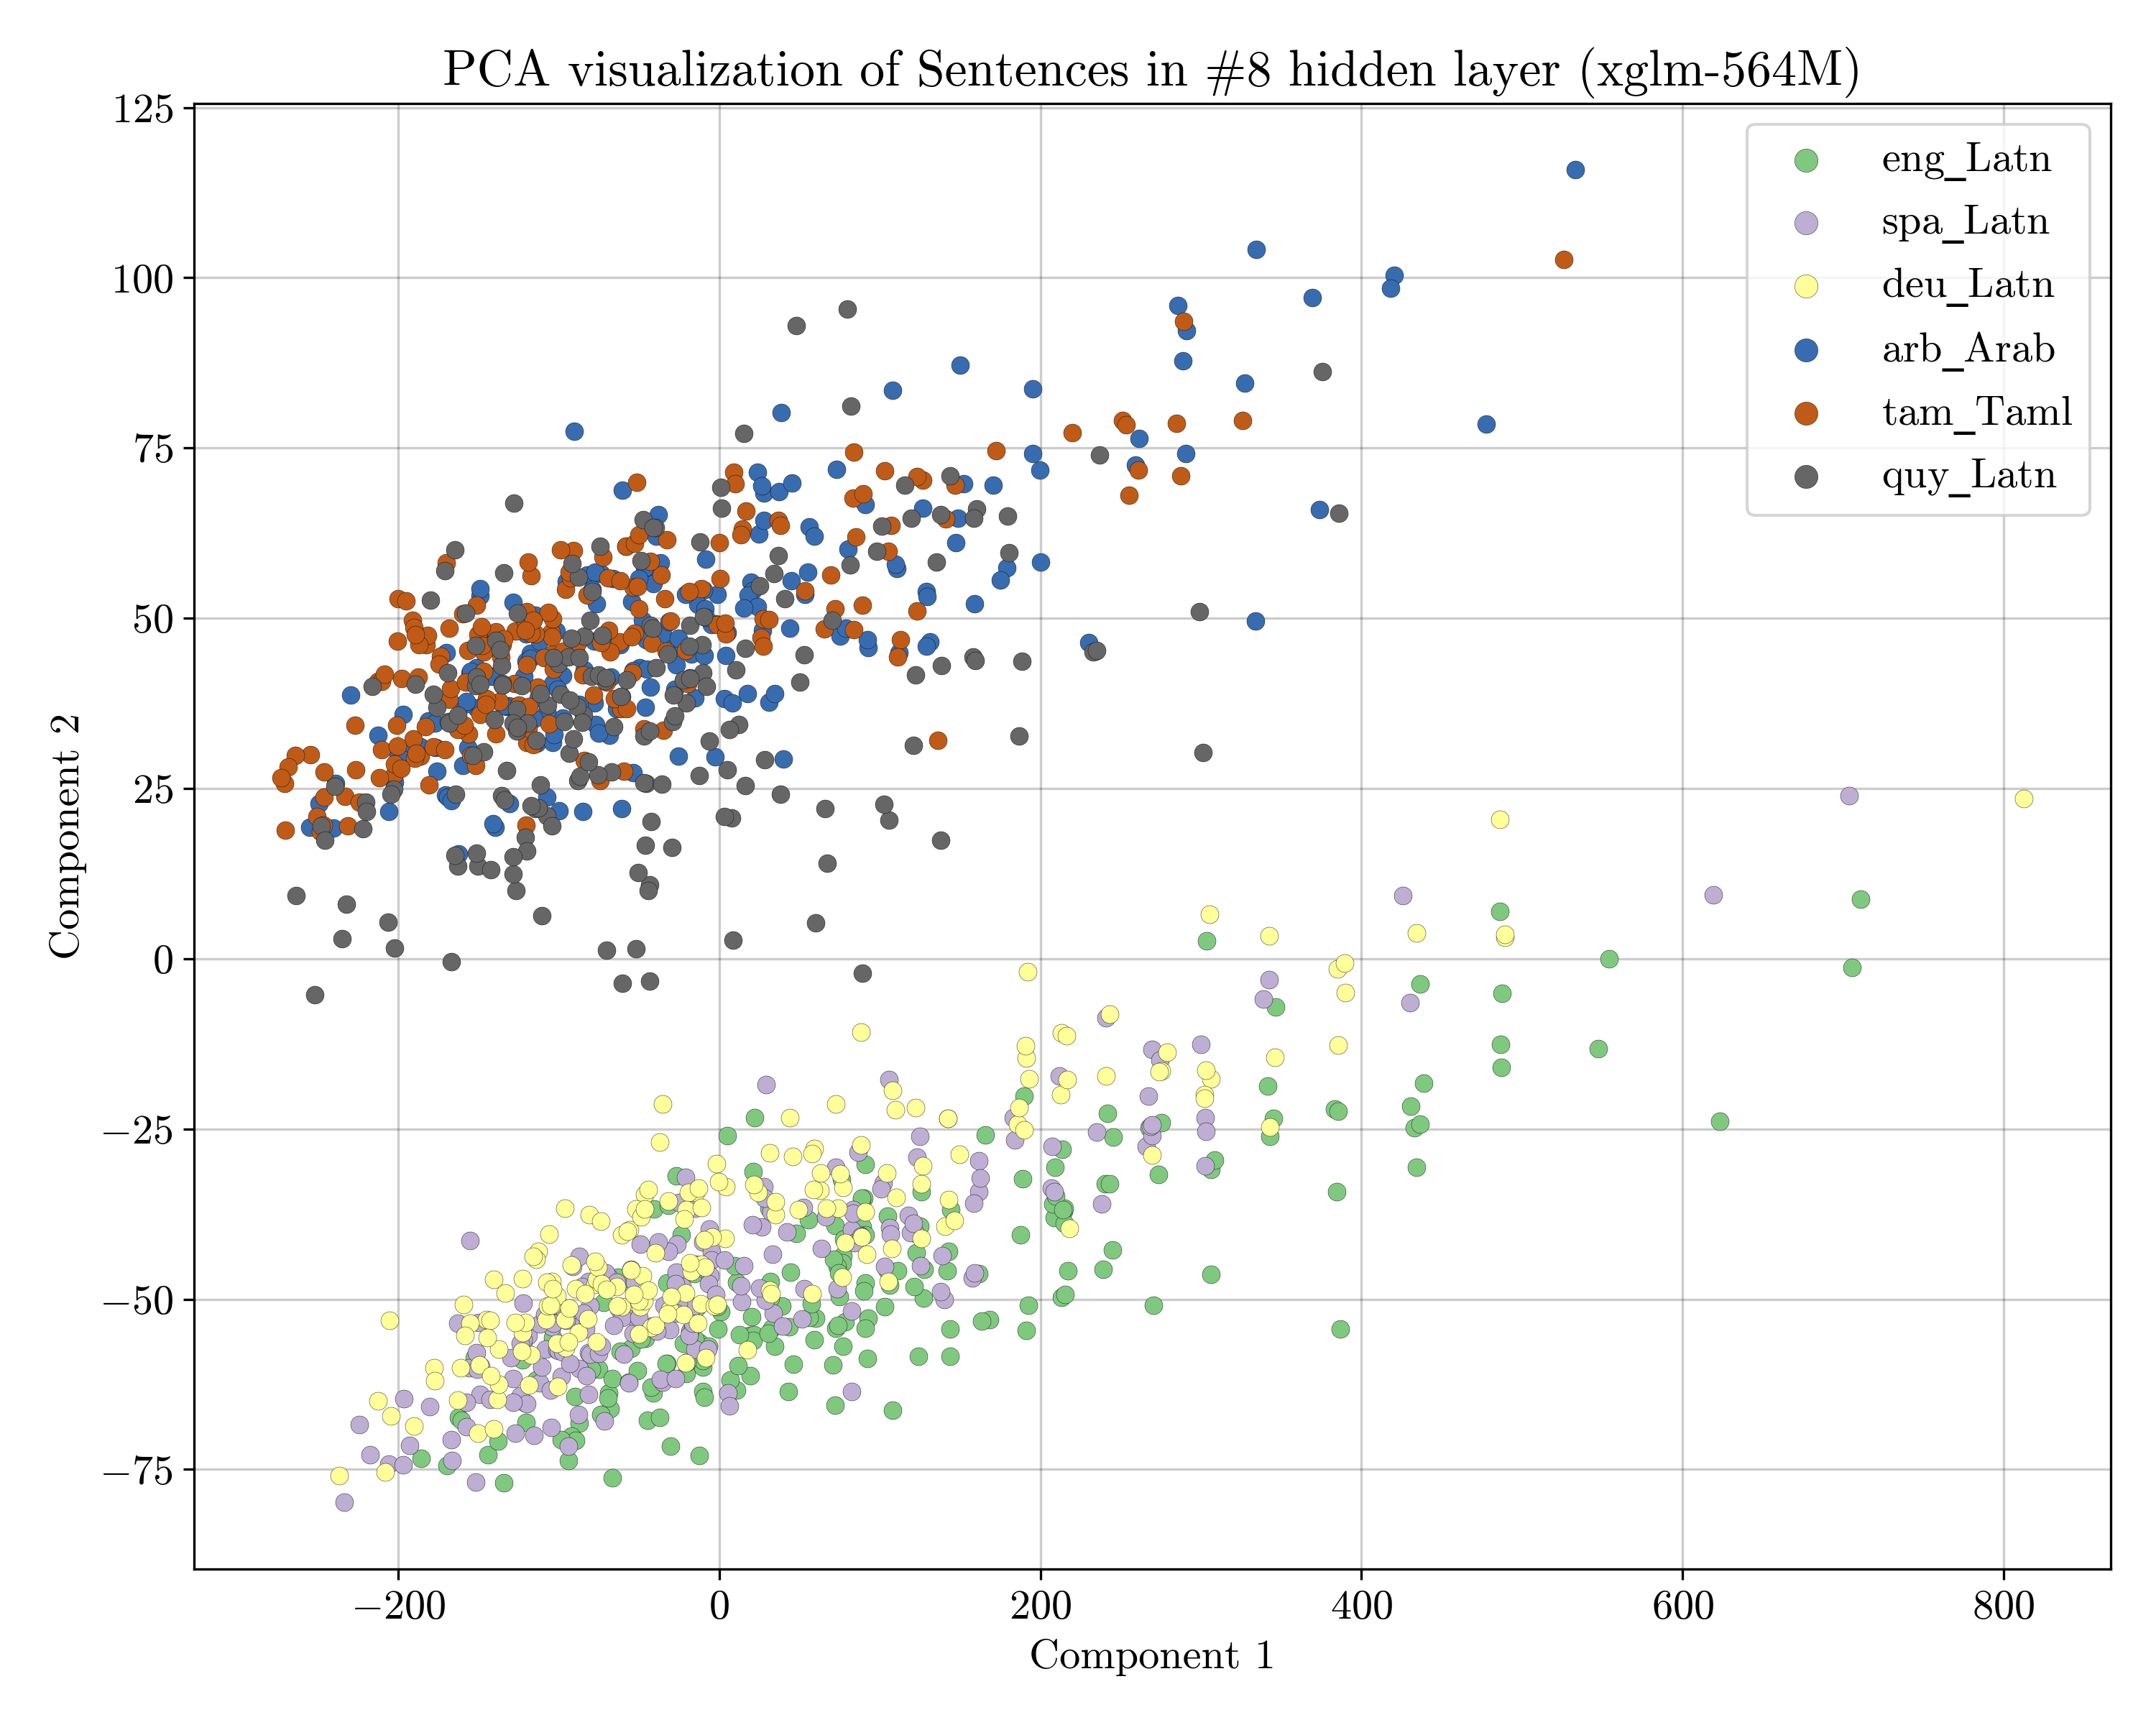 PCA visualization of Sentences in #8 hidden layer (xglm-564M)
125
100
75
50
25
0
−25
−50
−75
Component 2
eng_Latn
spa_Latn
deu_Latn
arb_Arab
tam_Taml
quy_Latn
−200 0 200 400 600 800
Component 1